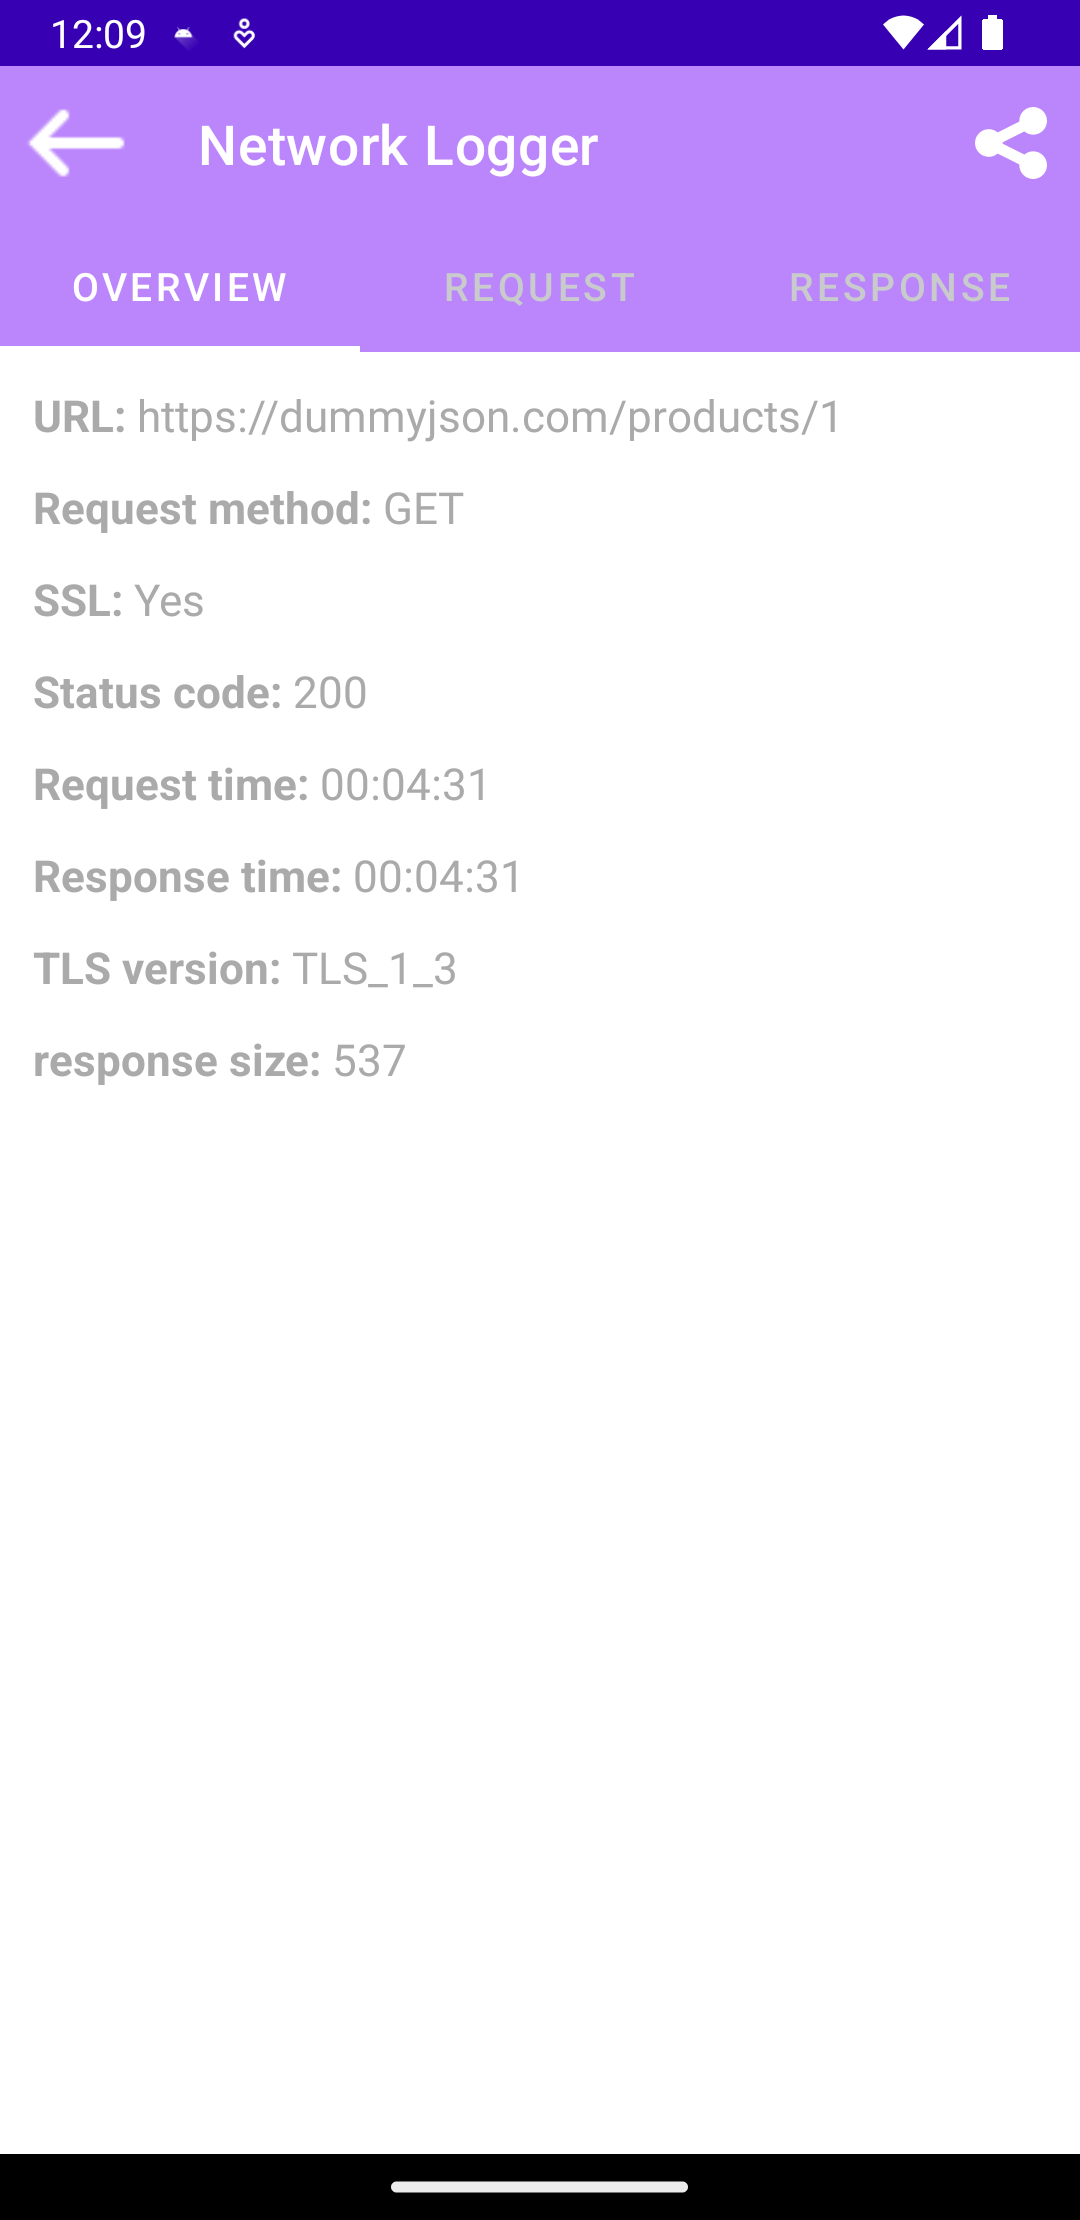 12:09
Network Logger
OVERVIEW REQUEST RESPONSE
URL: https://dummyjson.com/products/1
Request method: GET
SSL: Yes
Status code: 200
Request time: 00:04:31
Response time: 00:04:31
TLS version: TLS_1_3
response size: 537